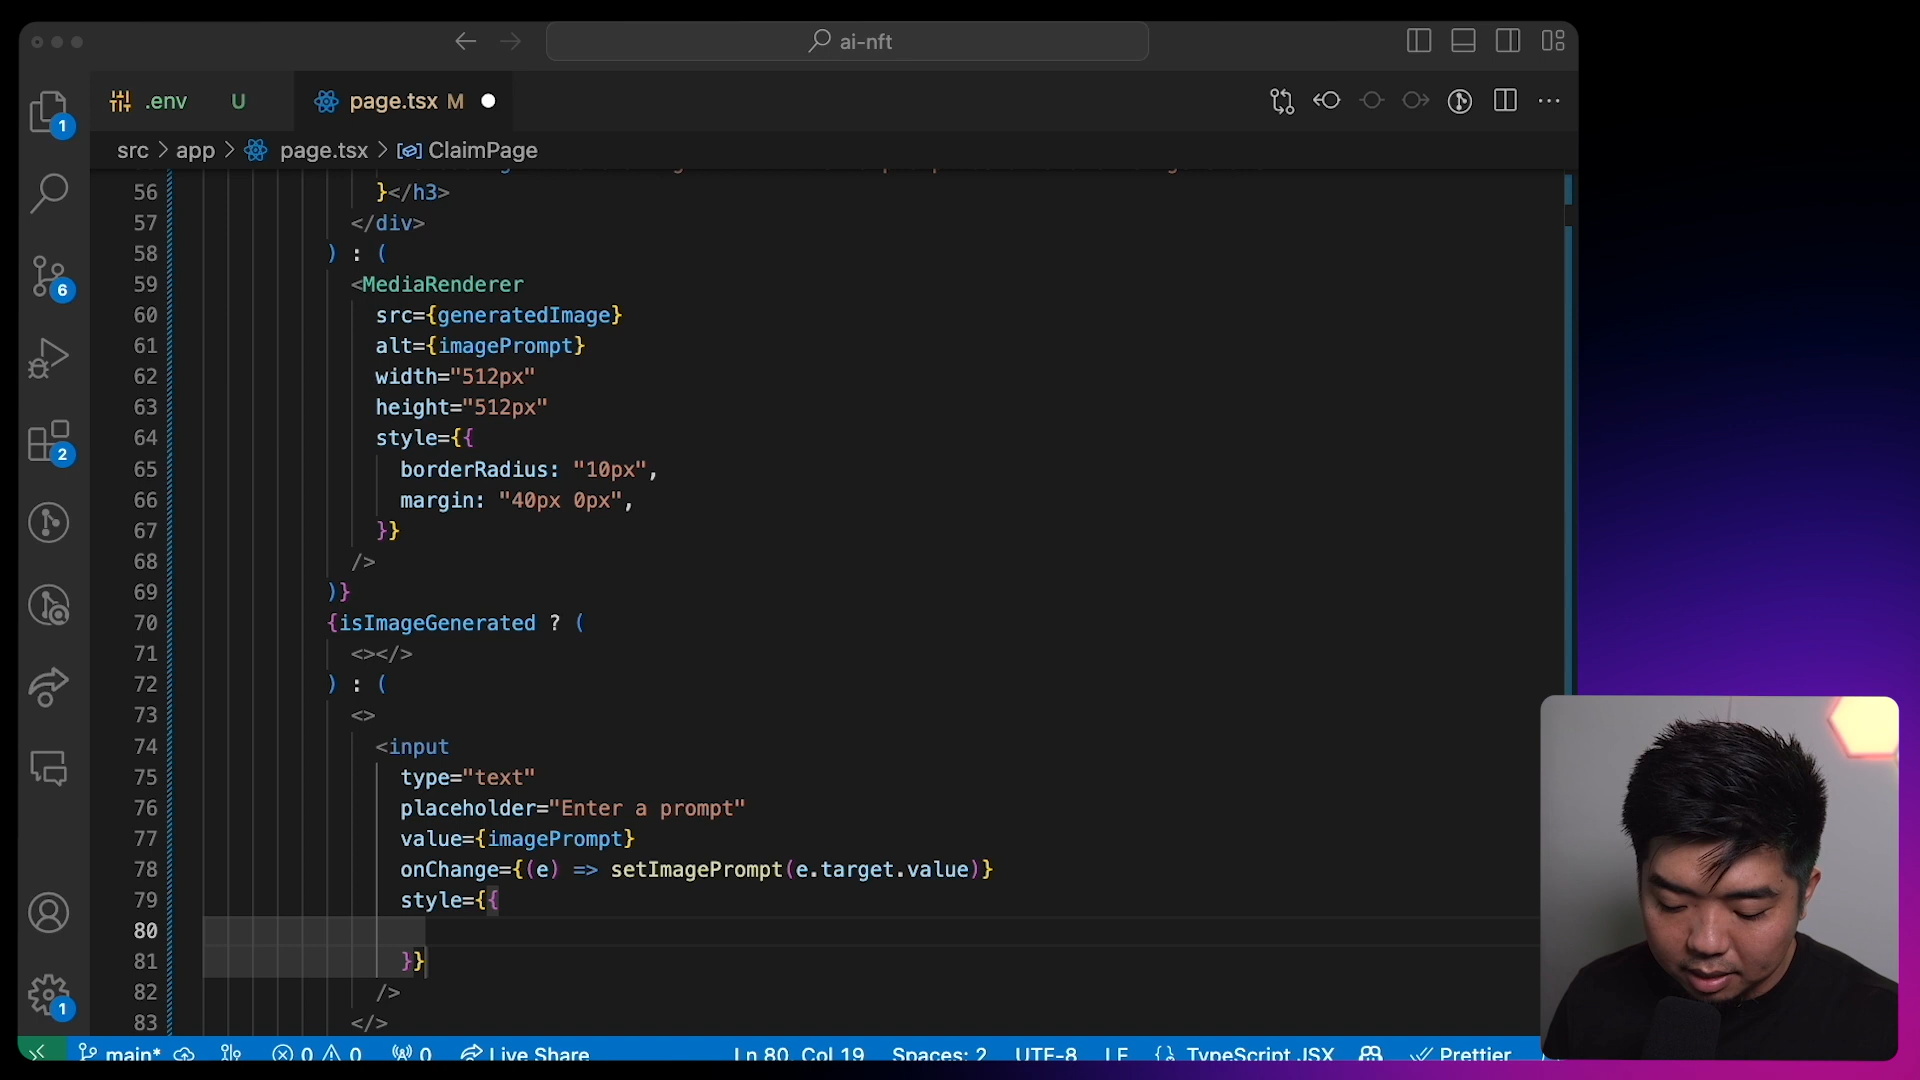 ai-nft
.env U page.tsx M
src > app > page.tsx > ClaimPage
56 }</h3>
57 </div>
58 ) : (
59 <MediaRenderer
60 src={generatedImage}
61 alt={imagePrompt}
62 width="512px"
63 height="512px"
64 style={{
65 borderRadius: "10px",
66 margin: "40px 0px",
67 }}
68 />
69 )}
70 {isImageGenerated ? (
71 <></>
72 ) : (
73 <>
74 <input
75 type="text"
76 placeholder="Enter a prompt"
77 value={imagePrompt}
78 onChange={(e) => setImagePrompt(e.target.value)}
79 style={{
80
81 }}
82 />
83 </>
1
6
2
1
main* 0 0 0 Live Share Ln 80, Col 19 Spaces: 2 UTF-8 LF {} TypeScript JSX Prettier